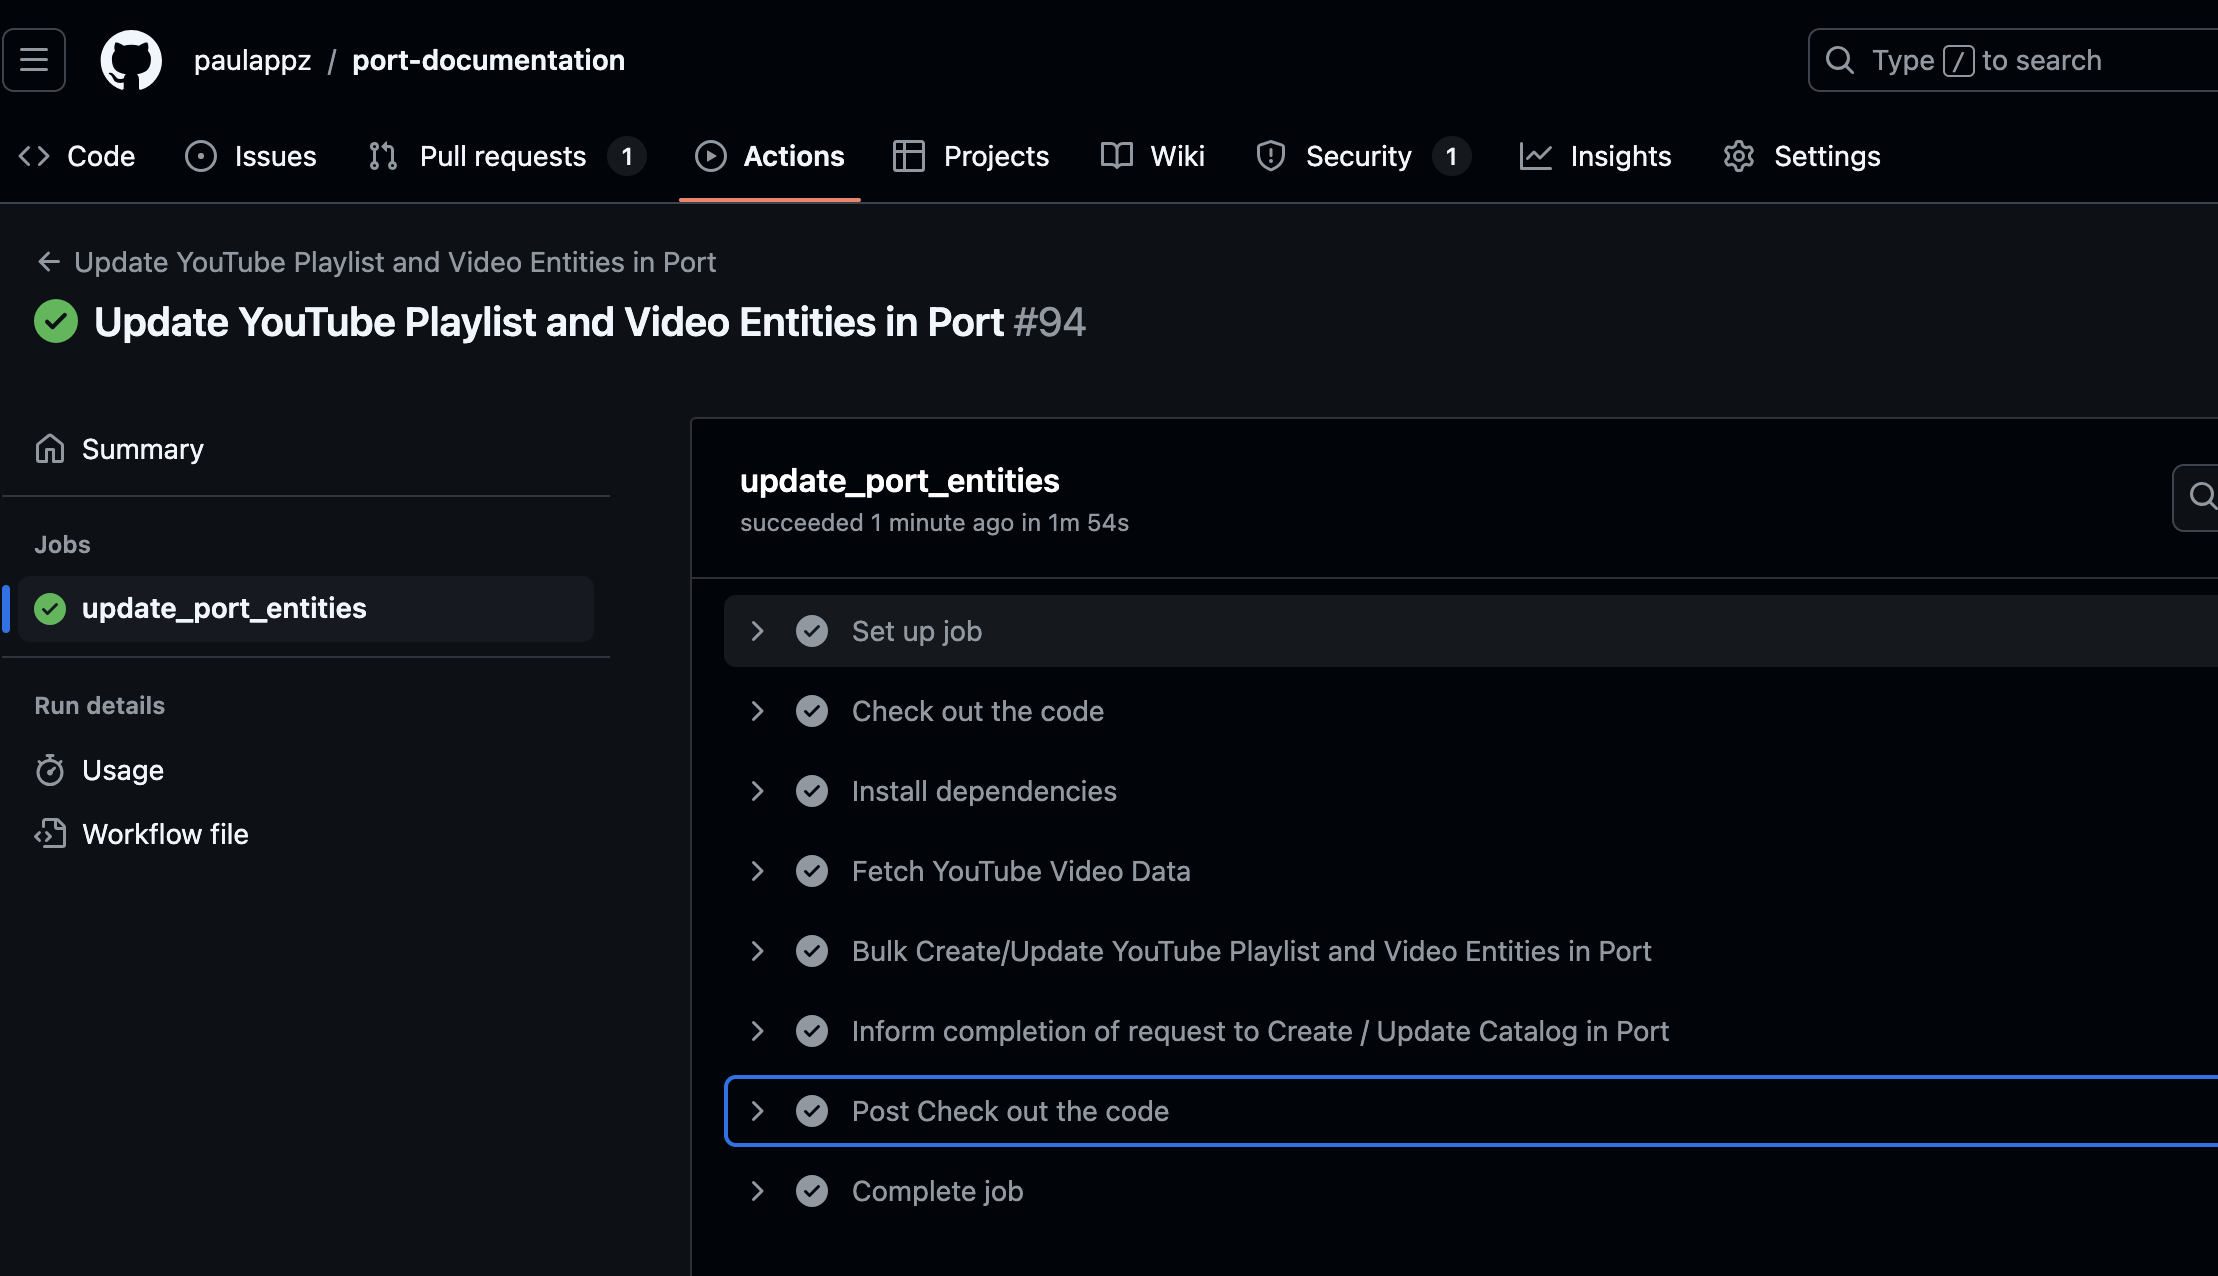 paulappz / port-documentation
Type / to search
Code Issues Pull requests 1 Actions Projects Wiki Security 1 Insights Settings
Update YouTube Playlist and Video Entities in Port
Update YouTube Playlist and Video Entities in Port #94
Summary
Jobs
update_port_entities
Run details
Usage
Workflow file
update_port_entities
succeeded 1 minute ago in 1m 54s
Set up job
Check out the code
Install dependencies
Fetch YouTube Video Data
Bulk Create/Update YouTube Playlist and Video Entities in Port
Inform completion of request to Create / Update Catalog in Port
Post Check out the code
Complete job